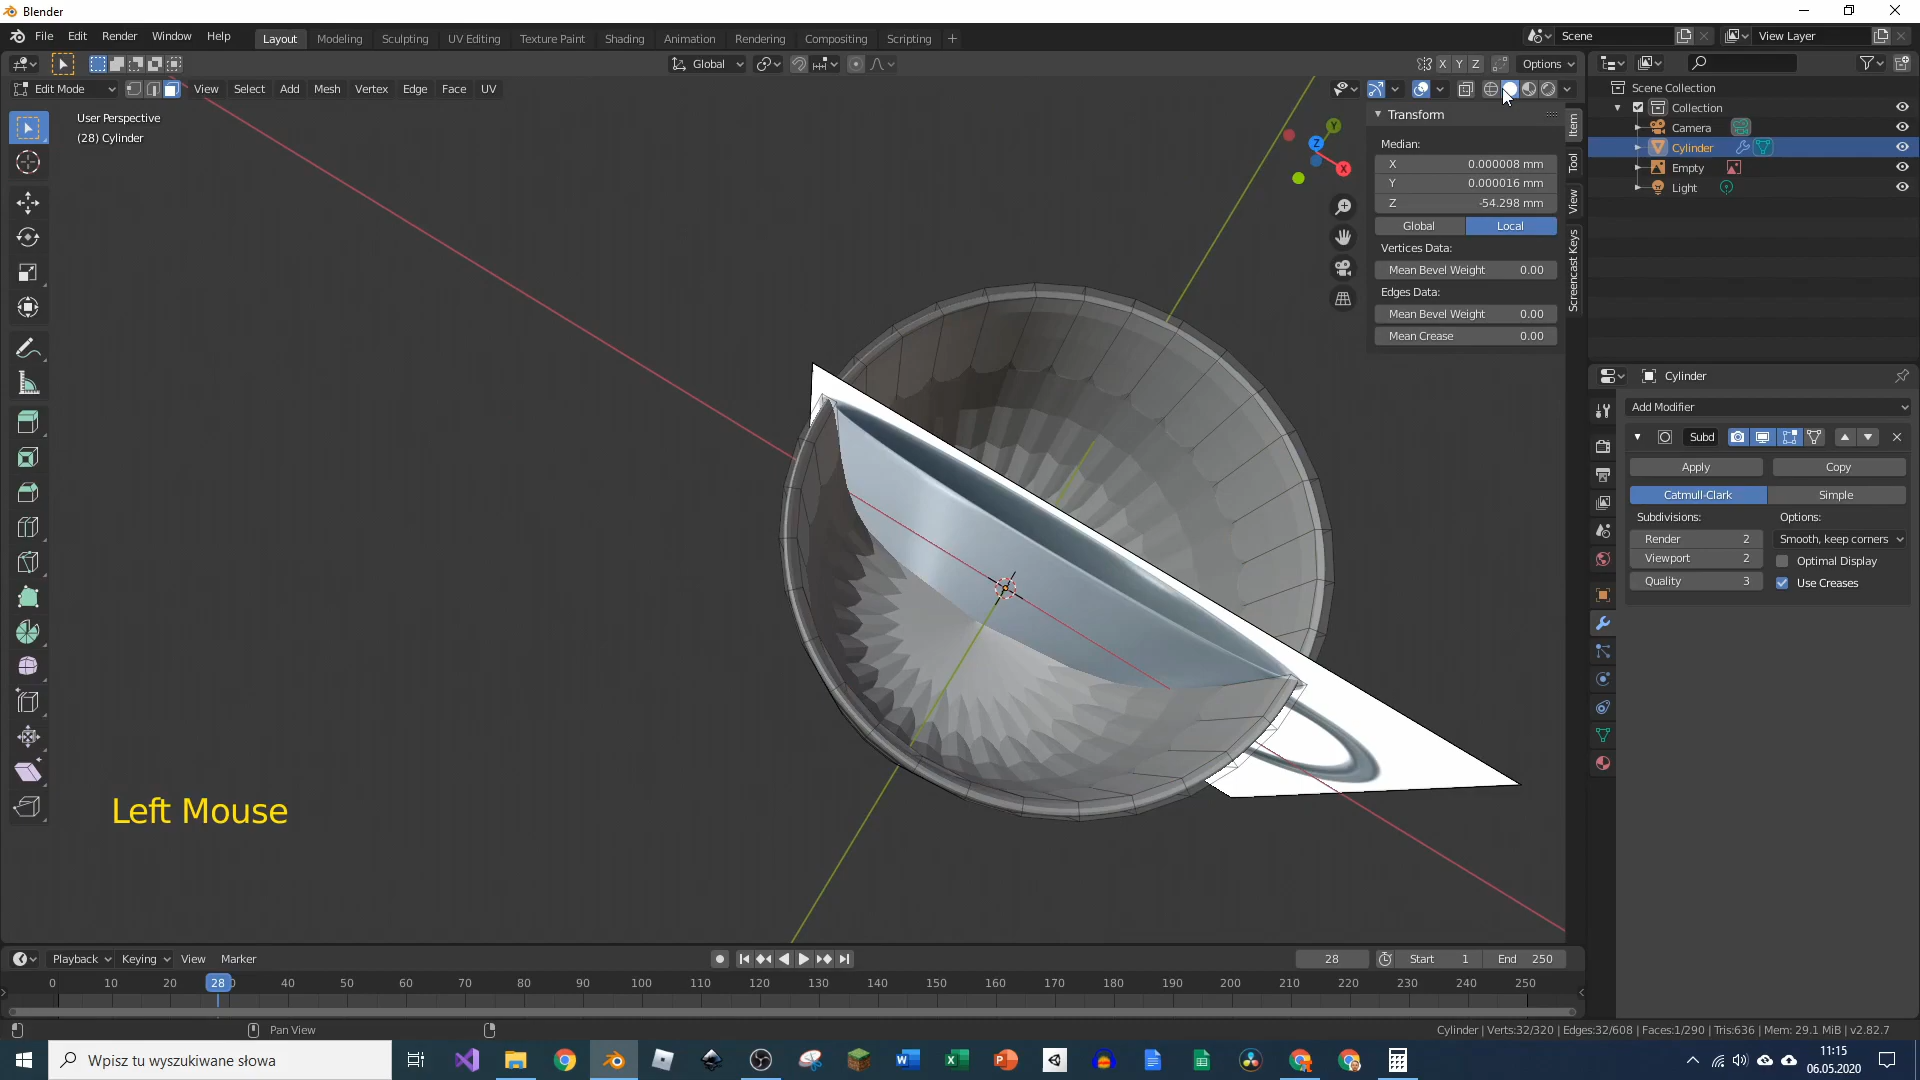 Blender
File Edit Render Window Help
Layout Modeling Sculpting UV Editing Texture Paint Shading Animation Rendering Compositing Scripting
Scene
View Layer
Global
X Y Z
Options
Edit Mode View Select Add Mesh Vertex Edge Face UV
User Perspective
(28) Cylinder
Y
Z
X
Transform
Median:
X 0.000008 mm
Y 0.000016 mm
Z -54.298 mm
Global Local
Vertices Data:
Mean Bevel Weight 0.00
Edges Data:
Mean Bevel Weight 0.00
Mean Crease 0.00
Item
Tool
View
Screencast Keys
Scene Collection
Collection
Camera
Cylinder
Empty
Light
Cylinder
Add Modifier
Subd
Apply Copy
Catmull-Clark Simple
Subdivisions: Options:
Render 2 Smooth, keep corners
Viewport 2 Optimal Display
Quality 3 Use Creases
Left Mouse
Playback Keying View Marker
28 Start 1 End 250
0 10 20 28 40 50 60 70 80 90 100 110 120 130 140 150 160 170 180 190 200 210 220 230 240 250
Pan View
Cylinder | Verts:32/320 | Edges:32/608 | Faces:1/290 | Tris:636 | Mem: 29.1 MiB | v2.82.7
Wpisz tu wyszukiwane słowa
11:15
06.05.2020